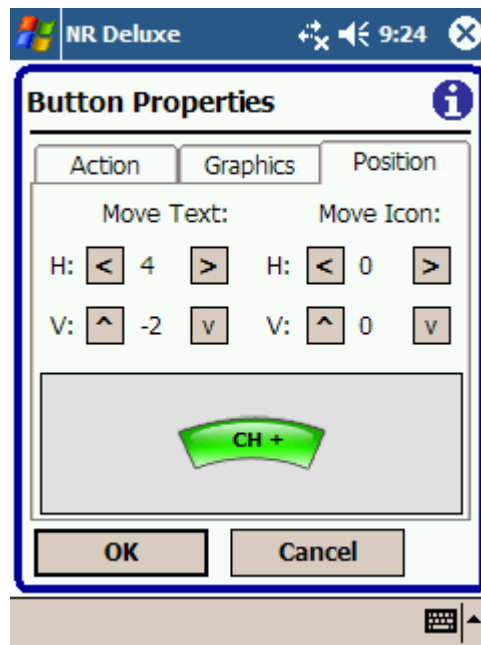 NR Deluxe 9:24
Button Properties
Action Graphics Position
Move Text: Move Icon:
H: < 4 > H: < 0 >
V: ^ -2 v V: ^ 0 v
CH +
OK Cancel